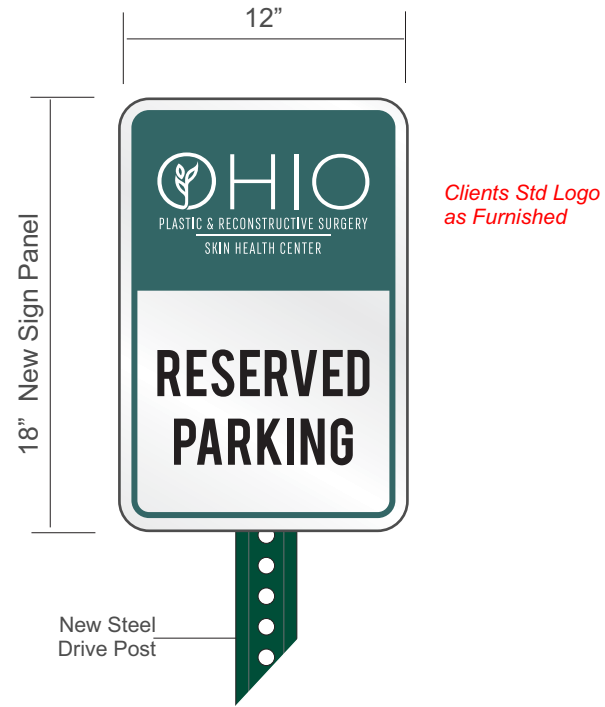 12”
OHIO
PLASTIC & RECONSTRUCTIVE SURGERY
SKIN HEALTH CENTER
Clients Std Logo
as Furnished
18” New Sign Panel
RESERVED
PARKING
New Steel
Drive Post